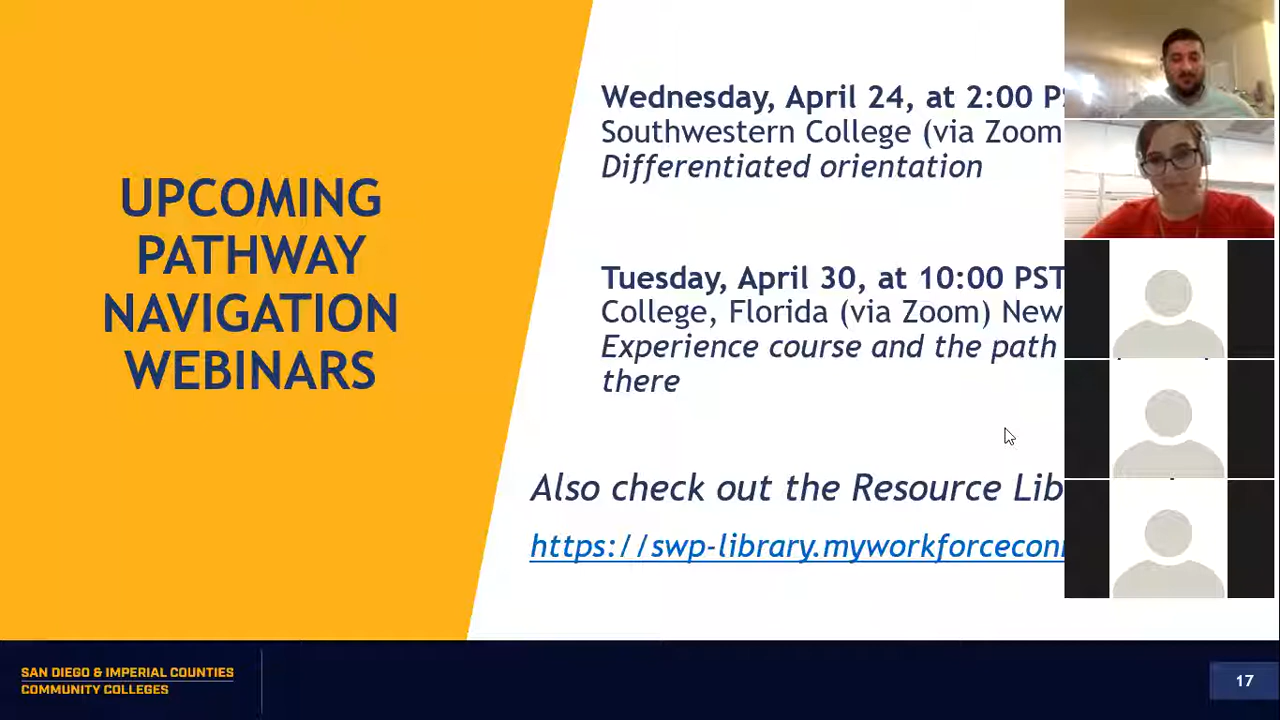 UPCOMING
PATHWAY
NAVIGATION
WEBINARS
Wednesday, April 24, at 2:00
Southwestern College (via Zoom
Differentiated orientation
Tuesday, April 30, at 10:00 PST
College, Florida (via Zoom) New
Experience course and the path
there
Also check out the Resource Lib
https://swp-library.myworkforcecon
SAN DIEGO & IMPERIAL COUNTIES
COMMUNITY COLLEGES
17